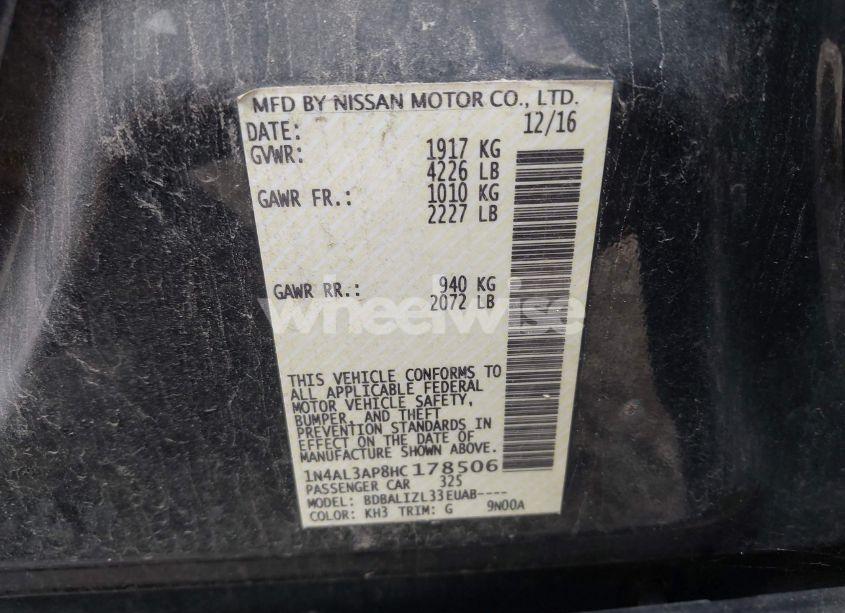 MFD BY NISSAN MOTOR CO., LTD.
DATE: 12/16
GVWR: 1917 KG
4226 LB
GAWR FR.: 1010 KG
2227 LB
GAWR RR.: 940 KG
2072 LB
wheelwise
THIS VEHICLE CONFORMS TO
ALL APPLICABLE FEDERAL
MOTOR VEHICLE SAFETY,
BUMPER, AND THEFT
PREVENTION STANDARDS IN
EFFECT ON THE DATE OF
MANUFACTURE SHOWN ABOVE.
1N4AL3AP8HC178506
PASSENGER CAR 325
MODEL: BDBALIZL33EUAB----
COLOR: KH3 TRIM: G 9N00A